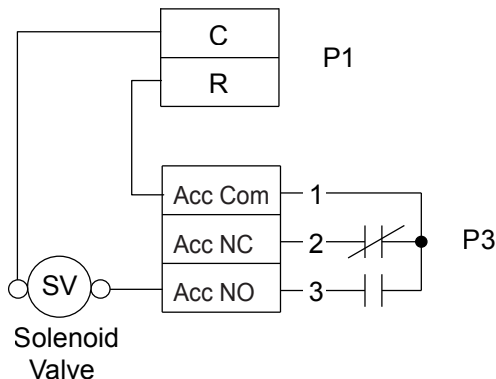 C
P1
R
Acc Com 1
Acc NC 2
P3
Acc NO 3
SV
Solenoid
Valve